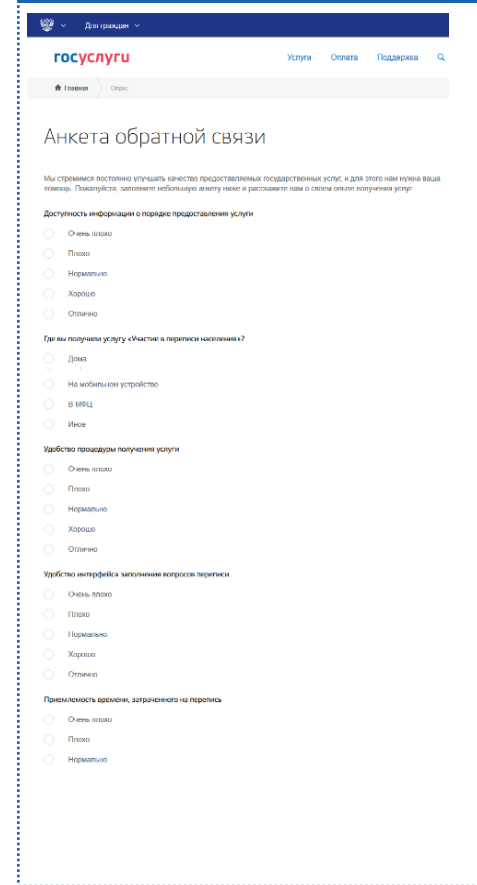 Для граждан
госуслуги
Услуги Оплата Поддержка
Главная Опрос
Анкета обратной связи
Мы стремимся постоянно улучшать качество предоставляемых государственных услуг, и для этого нам нужна ваша
помощь. Пожалуйста, заполните небольшую анкету ниже и расскажите нам о своем опыте получения услуг.
Доступность информации о порядке предоставления услуги
Очень плохо
Плохо
Нормально
Хорошо
Отлично
Где вы получили услугу «Участие в переписи населения»?
Дома
На мобильном устройство
В МФЦ
Иное
Удобство процедуры получения услуги
Очень плохо
Плохо
Нормально
Хорошо
Отлично
Удобство интерфейса заполнения вопросов переписи
Очень плохо
Плохо
Нормально
Хорошо
Отлично
Приемлемость времени, затраченного на перепись
Очень плохо
Плохо
Нормально